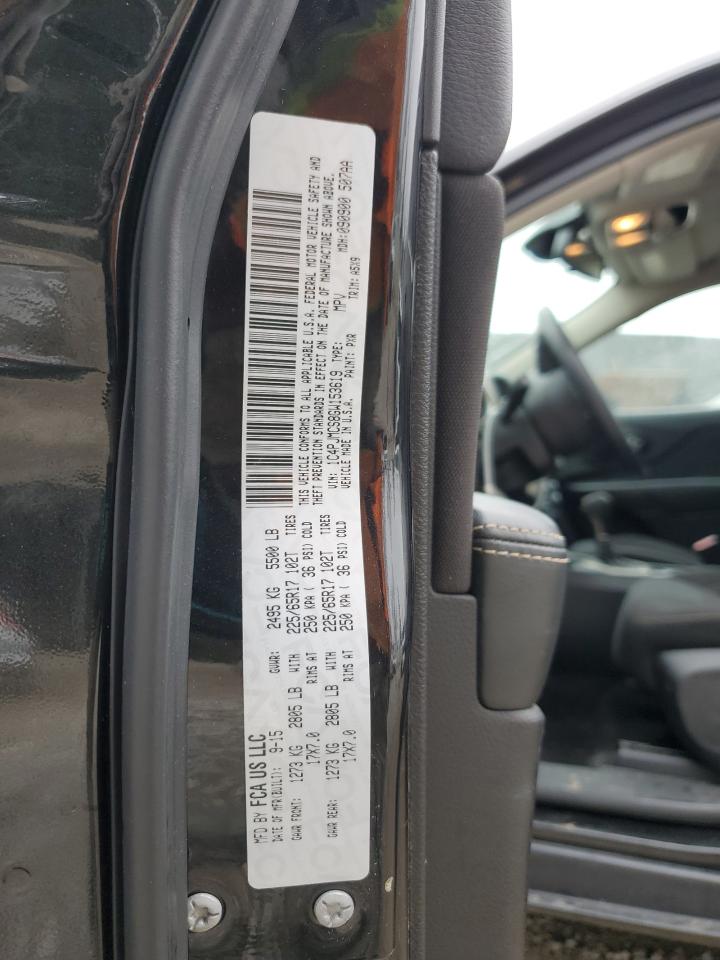 MFD BY FCA US LLC
DATE OF MFR(BUILT): 9-15 GVWR: 2495 KG 5500 LB
GAWR FRONT: 1273 KG 2805 LB WITH 225/65R17 102T TIRES
17X7.0 RIMS AT 250 KPA ( 36 PSI) COLD
GAWR REAR: 1273 KG 2805 LB WITH 225/65R17 102T TIRES
17X7.0 RIMS AT 250 KPA ( 36 PSI) COLD
THIS VEHICLE CONFORMS TO ALL APPLICABLE U.S.A. FEDERAL MOTOR VEHICLE SAFETY AND
THEFT PREVENTION STANDARDS IN EFFECT ON THE DATE OF MANUFACTURE SHOWN ABOVE.
VIN: 1C4PJMCS8GW153619 TYPE: MPV MDH:090900 507AA
VEHICLE MADE IN U.S.A. PAINT: PXR TRIM: A5X9